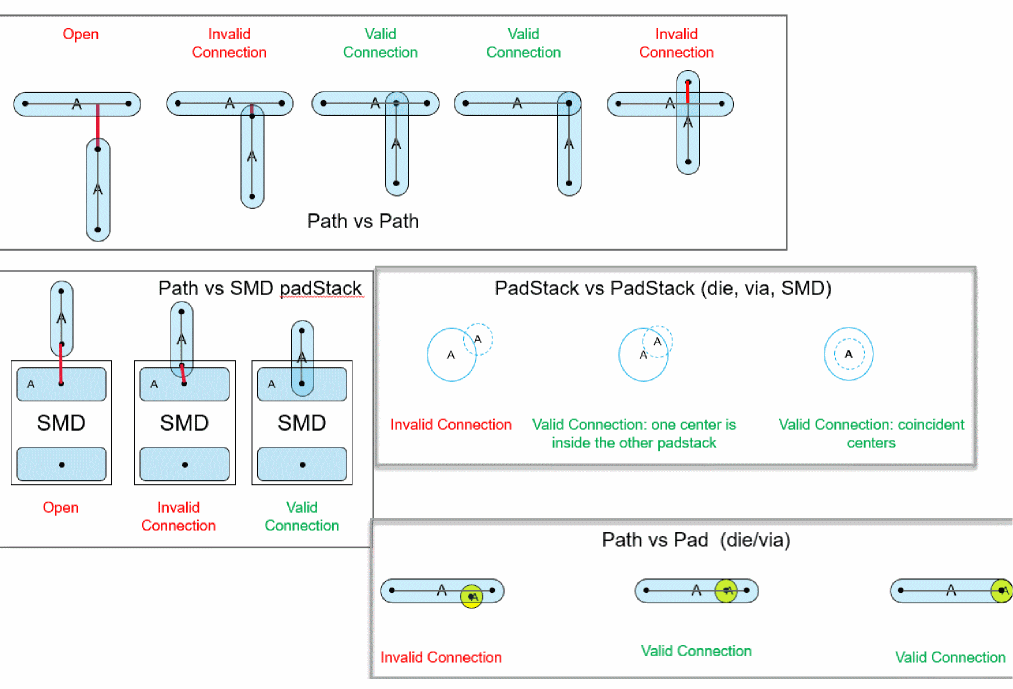 Open
Invalid
Connection
Valid
Connection
Valid
Connection
Invalid
Connection
A
A
A
A
A
A
A
A
A
A
Path vs Path
Path vs SMD padStack
A
A
A
A
A
A
SMD
SMD
SMD
Open
Invalid
Connection
Valid
Connection
PadStack vs PadStack (die, via, SMD)
A
A
A
A
A
Invalid Connection
Valid Connection: one center is
inside the other padstack
Valid Connection: coincident
centers
Path vs Pad (die/via)
A
A
A
A
A
A
Invalid Connection
Valid Connection
Valid Connection